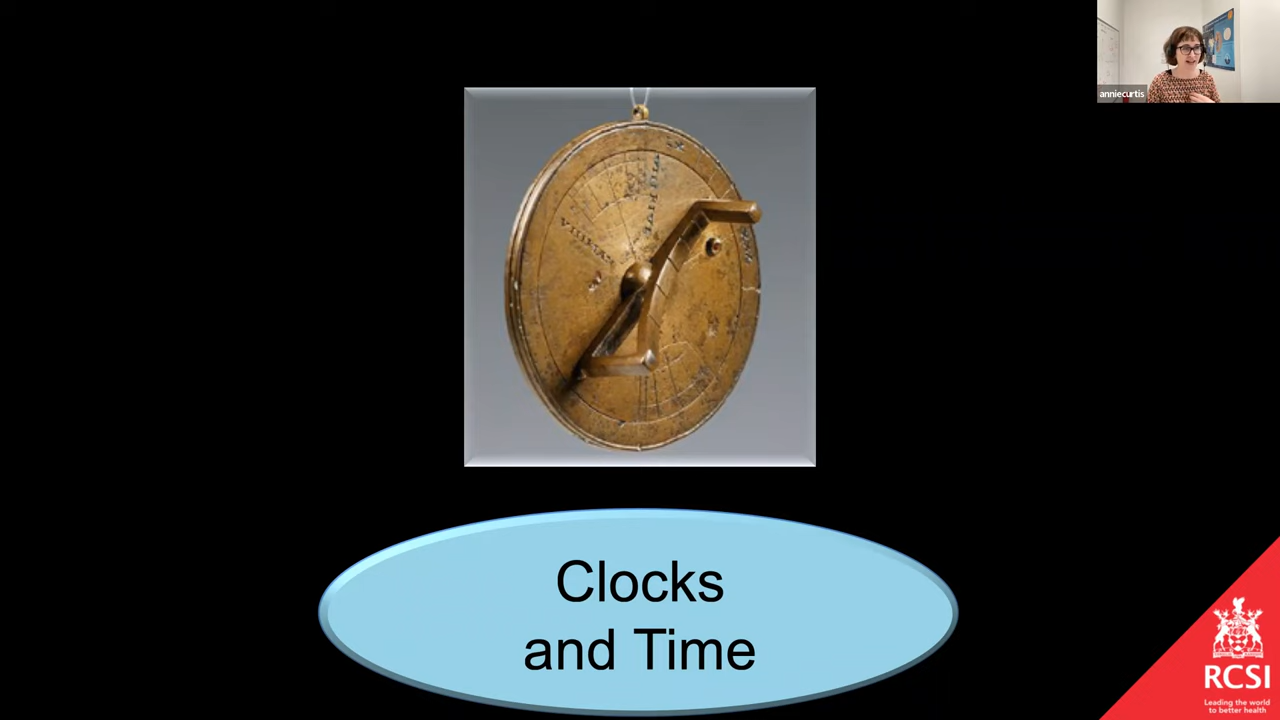 anniecurtis
Clocks
and Time
RCSI
Leading the world
to better health